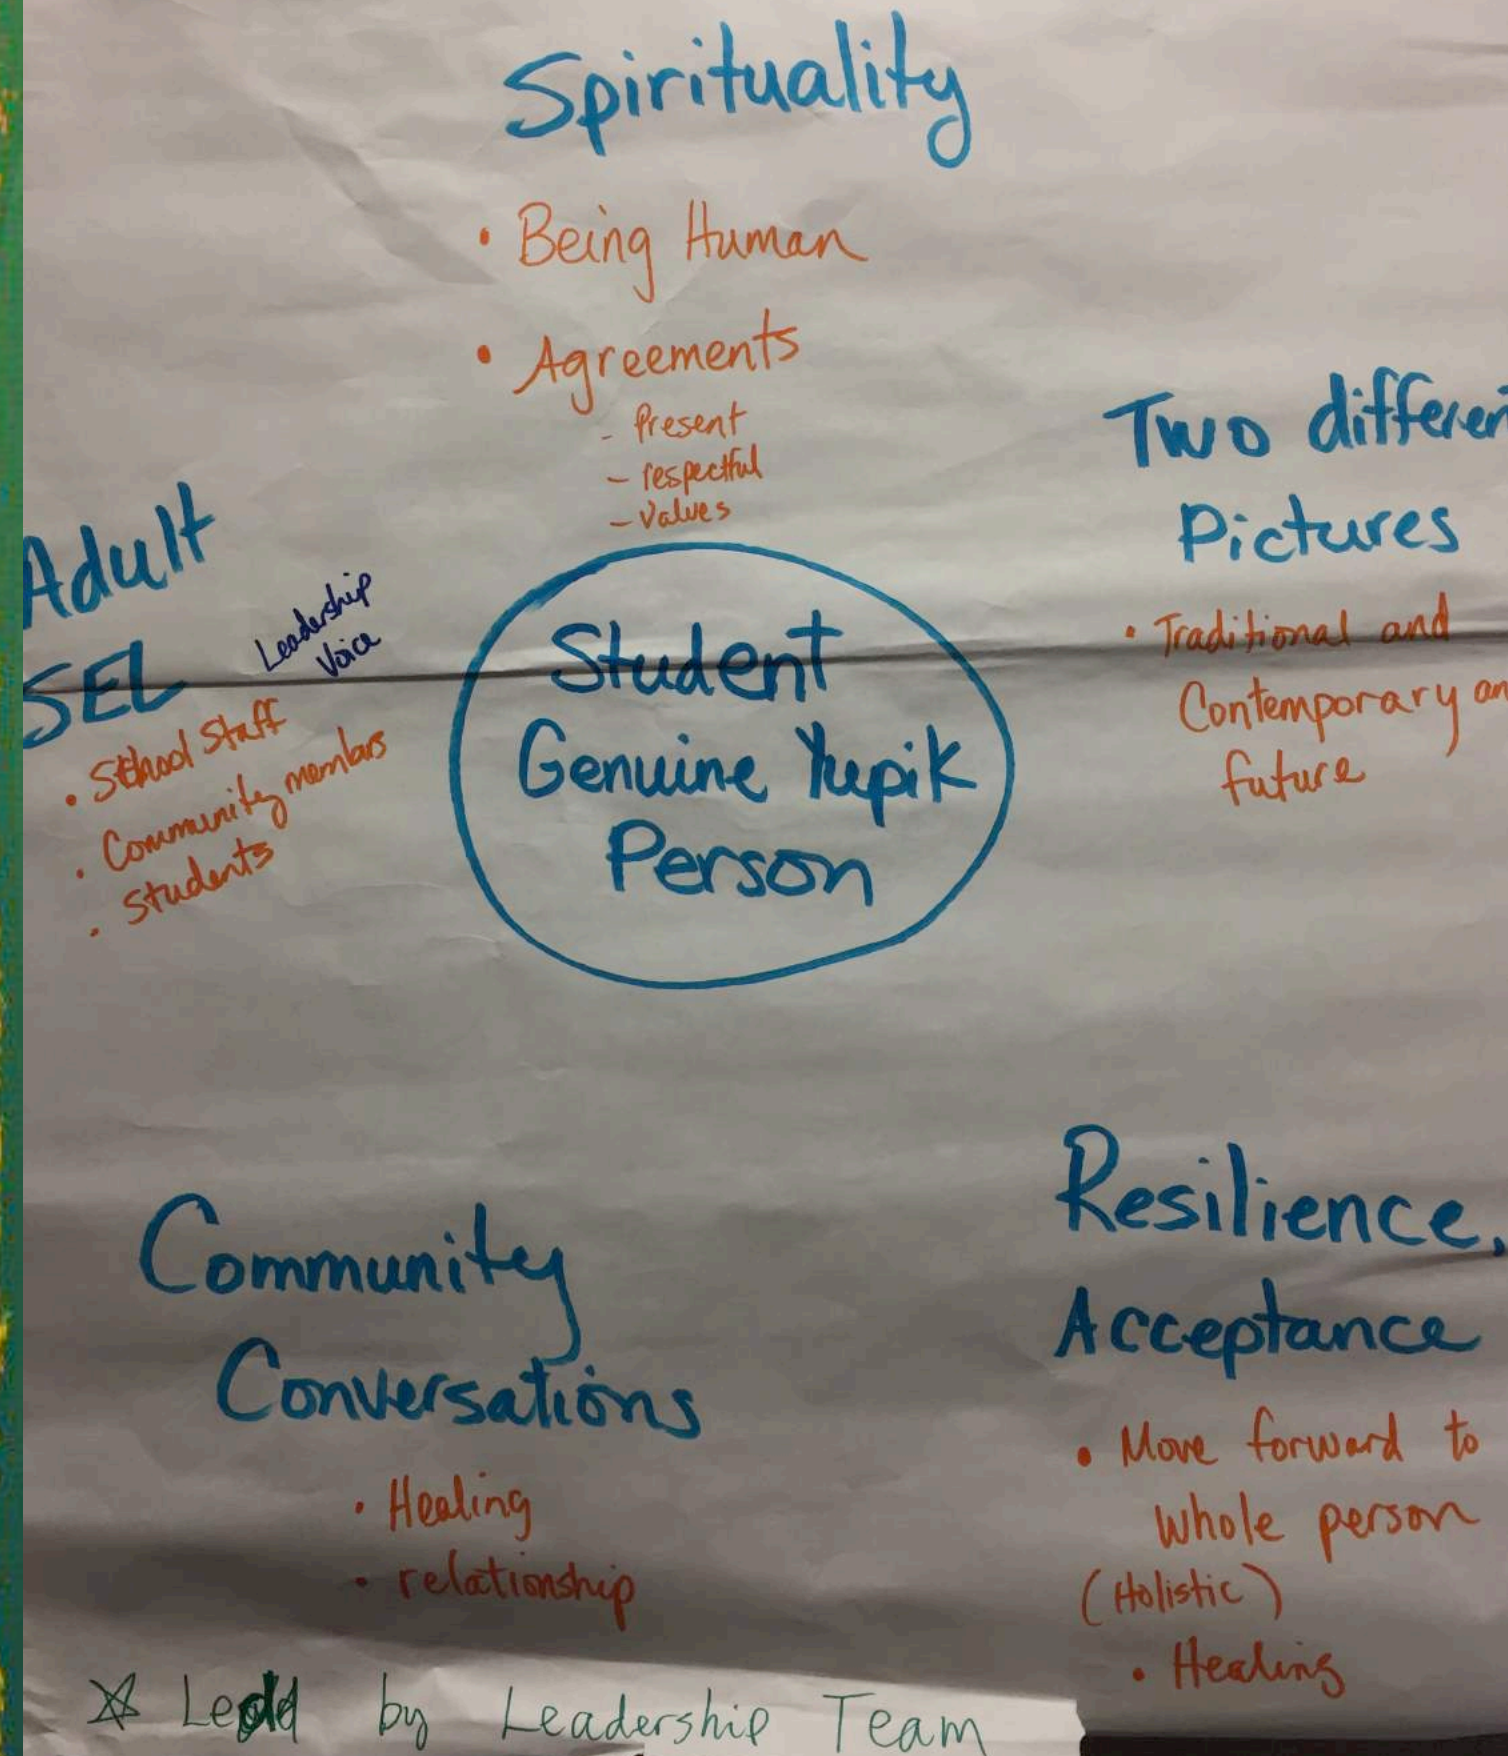 Spirituality
• Being Human
• Agreements
- Present
- respectful
- Values
Two differen
Pictures
• Traditional and
Contemporary an
future
Adult
SEL
Leadership
Voice
• School Staff
• Community members
• Students
Student
Genuine Yupik
Person
Community
Conversations
• Healing
• relationship
Resilience,
Acceptance
• Move forward to
whole person
(Holistic)
• Healing
☆ Ledd by Leadership Team